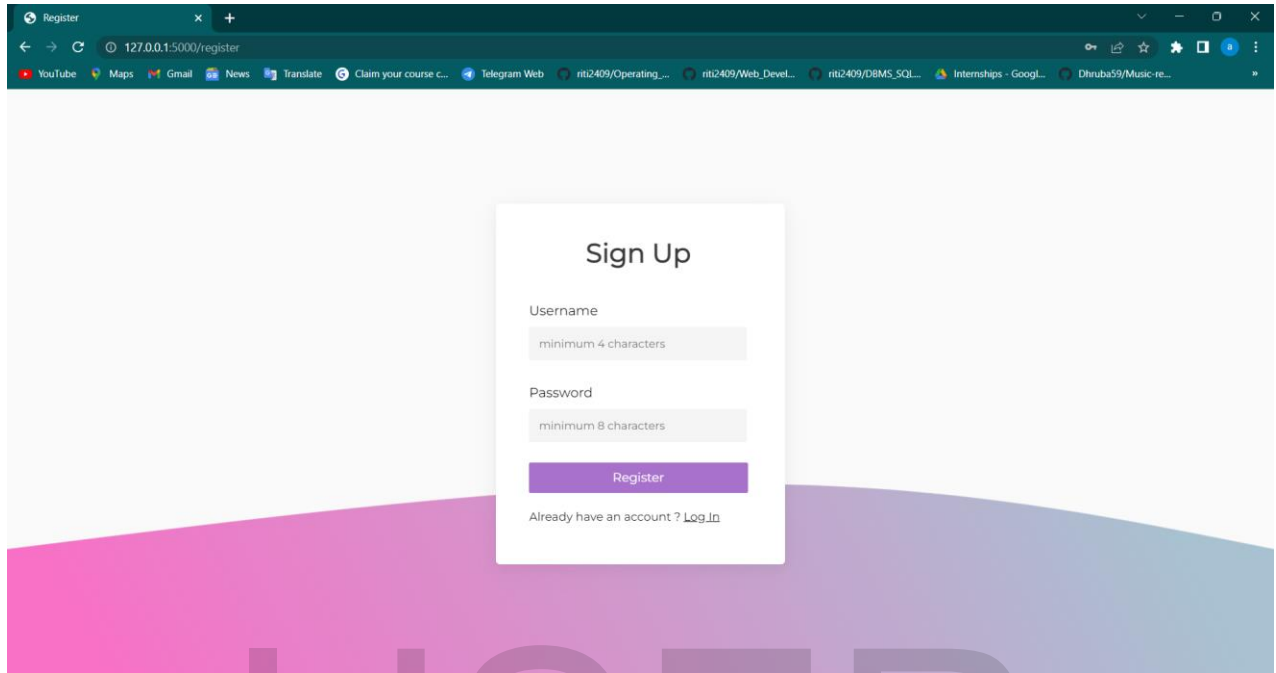 Register
127.0.0.1:5000/register
a
YouTube Maps Gmail News Translate Claim your course c... Telegram Web riti2409/Operating_... riti2409/Web_Devel... riti2409/DBMS_SQL... Internships - Googl... Dhruba59/Music-re... »
Sign Up
Username
minimum 4 characters
Password
minimum 8 characters
Register
Already have an account ? Log In
USER